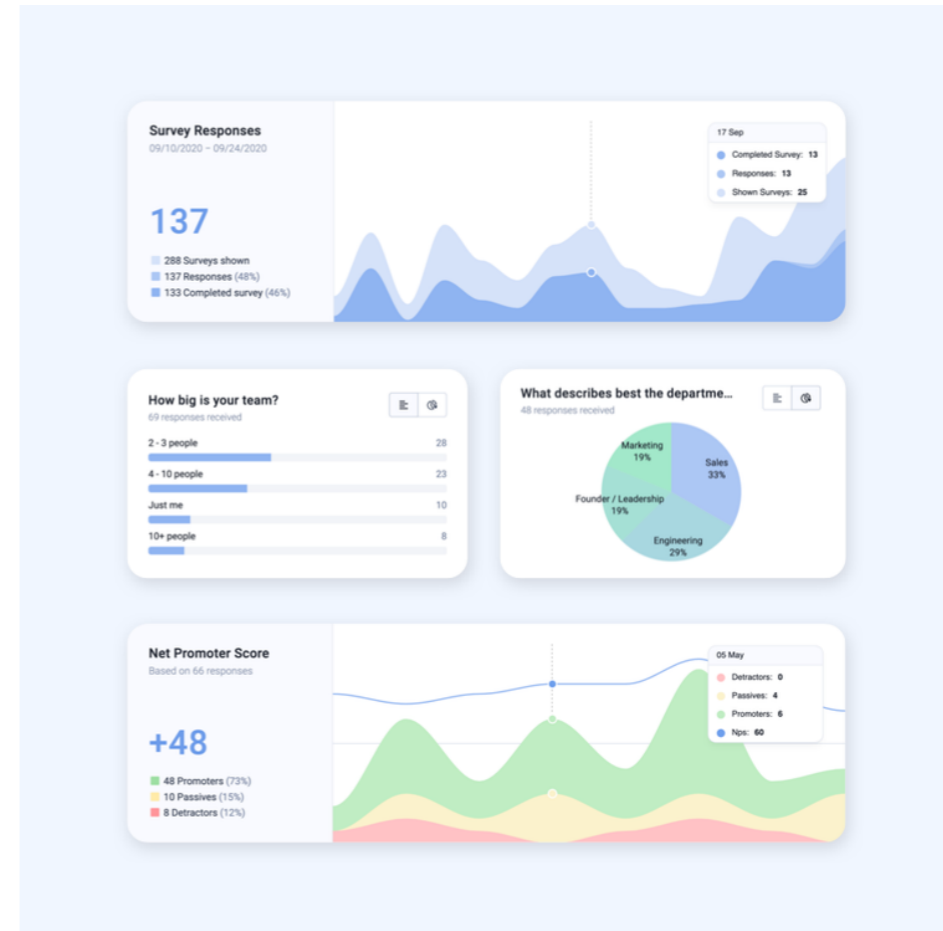 Survey Responses
09/10/2020 – 09/24/2020
137
288 Surveys shown
137 Responses (48%)
133 Completed survey (46%)
17 Sep
Completed Survey: 13
Responses: 13
Shown Surveys: 25
How big is your team?
69 responses received
2 - 3 people 28
4 - 10 people 23
Just me 10
10+ people 8
What describes best the departme...
48 responses received
Marketing
19%
Sales
33%
Founder / Leadership
19%
Engineering
29%
Net Promoter Score
Based on 66 responses
+48
48 Promoters (73%)
10 Passives (15%)
8 Detractors (12%)
05 May
Detractors: 0
Passives: 4
Promoters: 6
Nps: 60